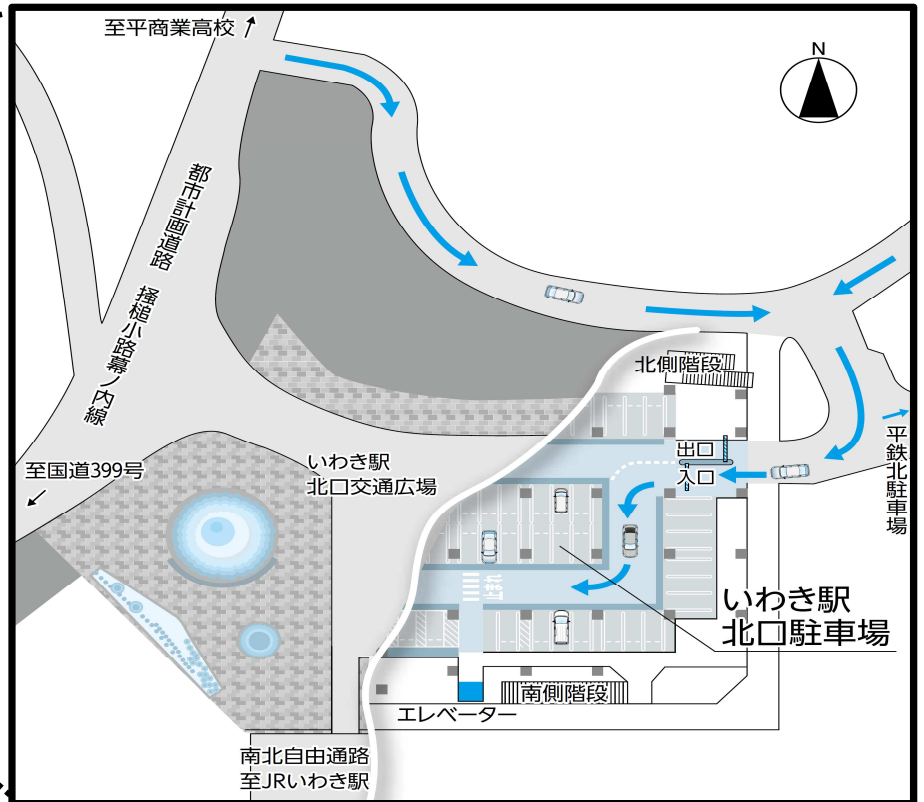 至平商業高校
N
都市計画道路 掻槌小路幕ノ内線
北側階段
出口
入口
平鉄北駐車場
至国道399号
いわき駅
北口交通広場
止まれ
いわき駅
北口駐車場
南側階段
エレベーター
南北自由通路
至JRいわき駅